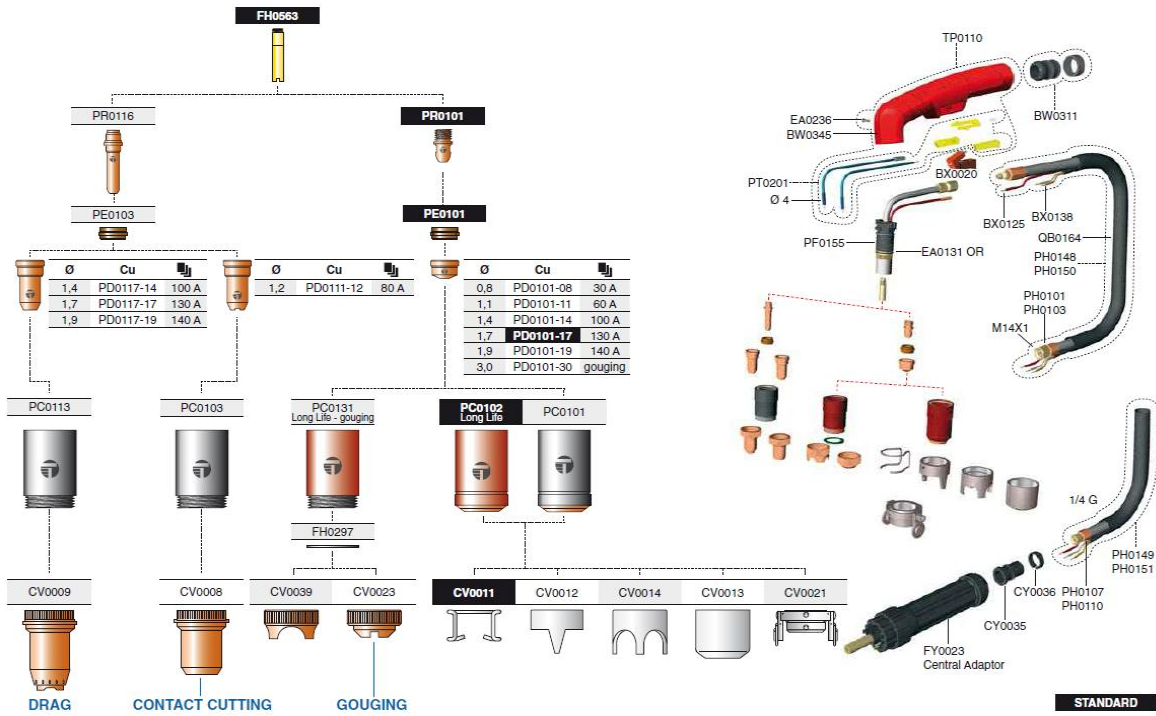 FH0563
PR0116
PR0101
PE0103
PE0101
Ø Cu
1,4 PD0117-14 100 A
1,7 PD0117-17 130 A
1,9 PD0117-19 140 A
Ø Cu
1,2 PD0111-12 80 A
Ø Cu
0,8 PD0101-08 30 A
1,1 PD0101-11 60 A
1,4 PD0101-14 100 A
1,7 PD0101-17 130 A
1,9 PD0101-19 140 A
3,0 PD0101-30 gouging
PC0113
PC0103
PC0131
Long Life - gouging
PC0102
Long Life
PC0101
FH0297
CV0009
CV0008
CV0039
CV0023
CV0011
CV0012
CV0014
CV0013
CV0021
DRAG
CONTACT CUTTING
GOUGING
TP0110
BW0311
EA0236
BW0345
BX0020
PT0201
Ø 4
BX0125
BX0138
QB0164
PH0148
PH0150
PF0155
EA0131 OR
PH0101
PH0103
M14X1
1/4 G
PH0149
PH0151
PH0107
PH0110
CY0036
CY0035
FY0023
Central Adaptor
STANDARD